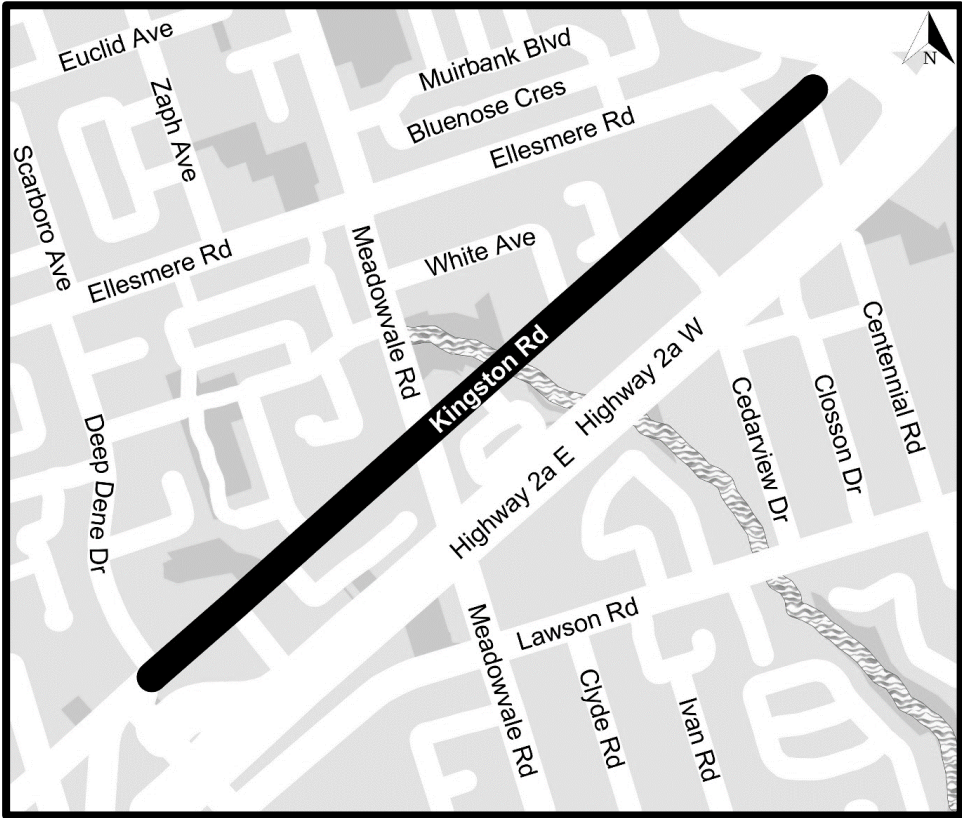 Euclid Ave
Muirbank Blvd
N
Zaph Ave
Bluenose Cres
Ellesmere Rd
Scarboro Ave
Ellesmere Rd
White Ave
Meadowvale Rd
Kingston Rd
Highway 2a W
Centennial Rd
Closson Dr
Cedarview Dr
Deep Dene Dr
Highway 2a E
Lawson Rd
Meadowvale Rd
Clyde Rd
Ivan Rd